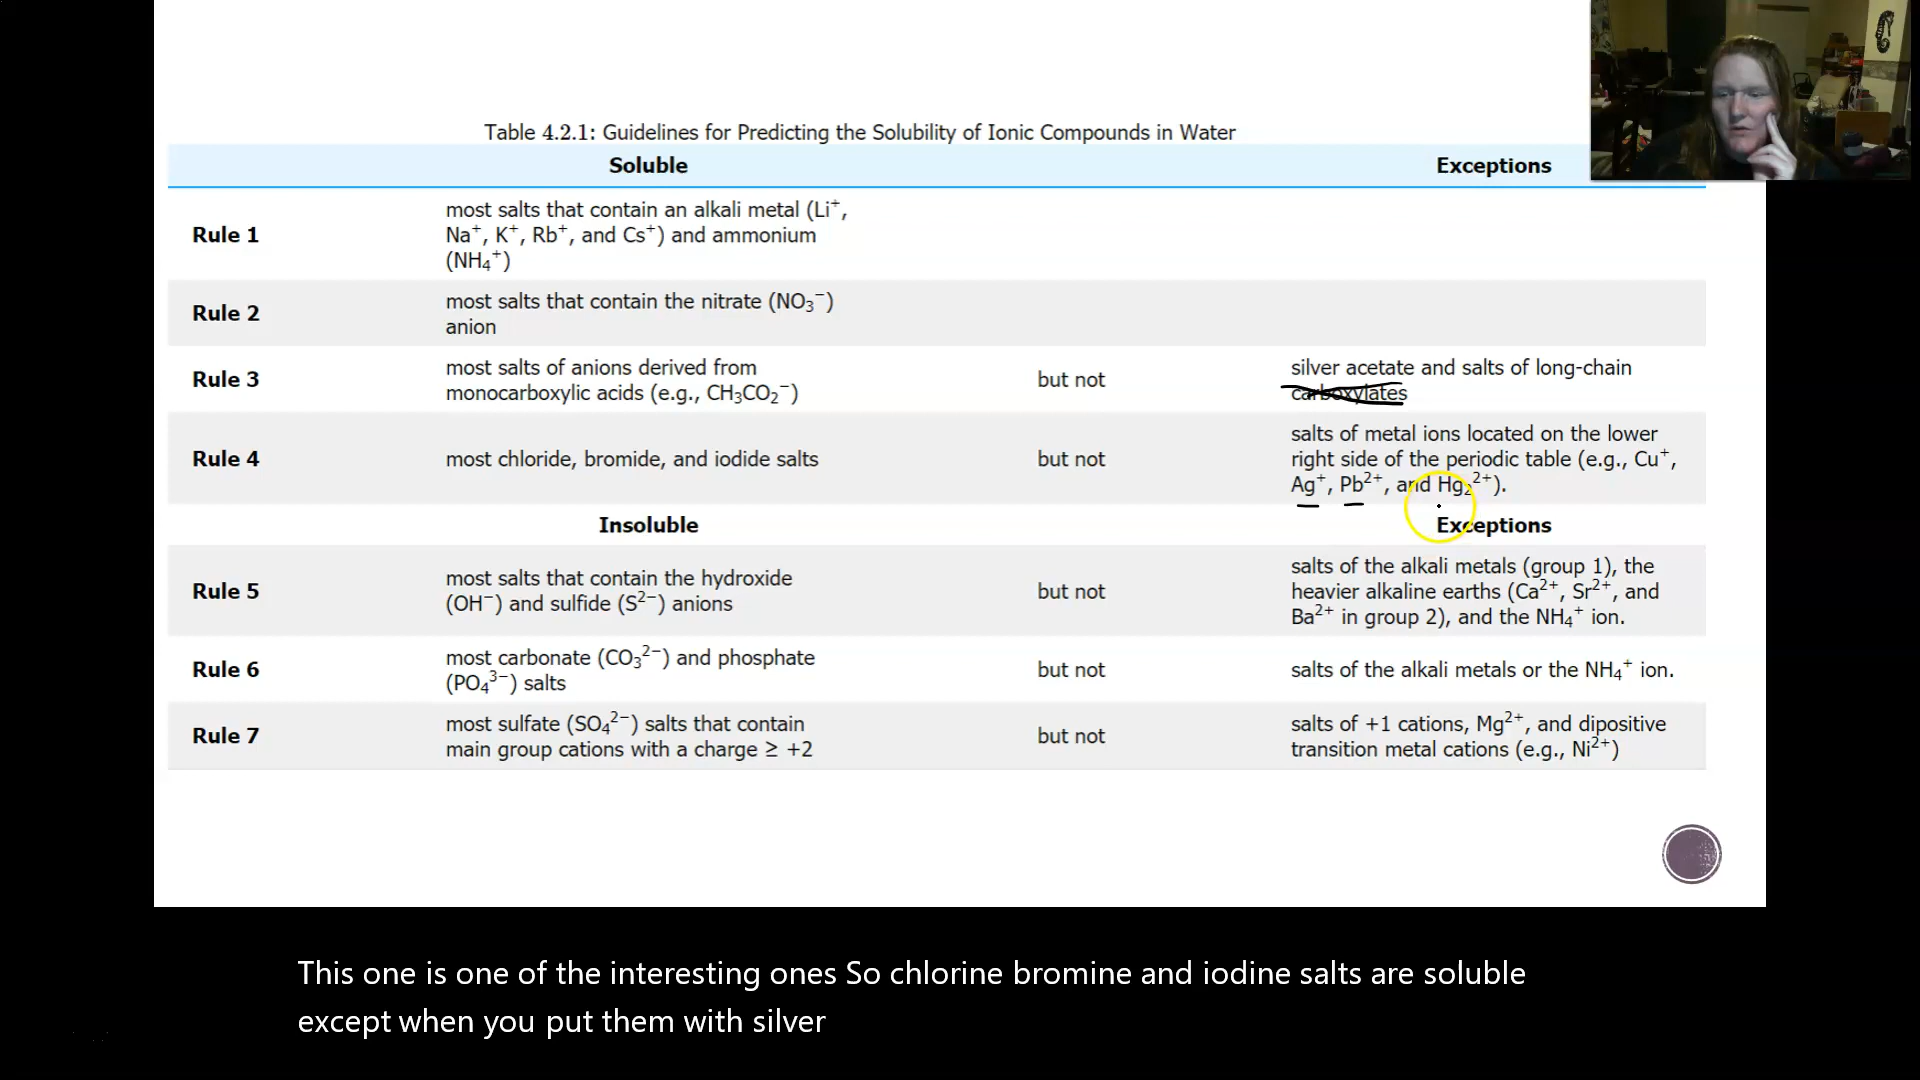 Table 4.2.1: Guidelines for Predicting the Solubility of Ionic Compounds in Water
Soluble Exceptions
Rule 1 most salts that contain an alkali metal (Li⁺,
Na⁺, K⁺, Rb⁺, and Cs⁺) and ammonium
(NH₄⁺)
Rule 2 most salts that contain the nitrate (NO₃⁻)
anion
Rule 3 most salts of anions derived from
monocarboxylic acids (e.g., CH₃CO₂⁻) but not silver acetate and salts of long-chain
carboxylates
Rule 4 most chloride, bromide, and iodide salts but not salts of metal ions located on the lower
right side of the periodic table (e.g., Cu⁺,
Ag⁺, Pb²⁺, and Hg₂²⁺).
Insoluble Exceptions
Rule 5 most salts that contain the hydroxide
(OH⁻) and sulfide (S²⁻) anions but not salts of the alkali metals (group 1), the
heavier alkaline earths (Ca²⁺, Sr²⁺, and
Ba²⁺ in group 2), and the NH₄⁺ ion.
Rule 6 most carbonate (CO₃²⁻) and phosphate
(PO₄³⁻) salts but not salts of the alkali metals or the NH₄⁺ ion.
Rule 7 most sulfate (SO₄²⁻) salts that contain
main group cations with a charge ≥ +2 but not salts of +1 cations, Mg²⁺, and dipositive
transition metal cations (e.g., Ni²⁺)
This one is one of the interesting ones So chlorine bromine and iodine salts are soluble
except when you put them with silver